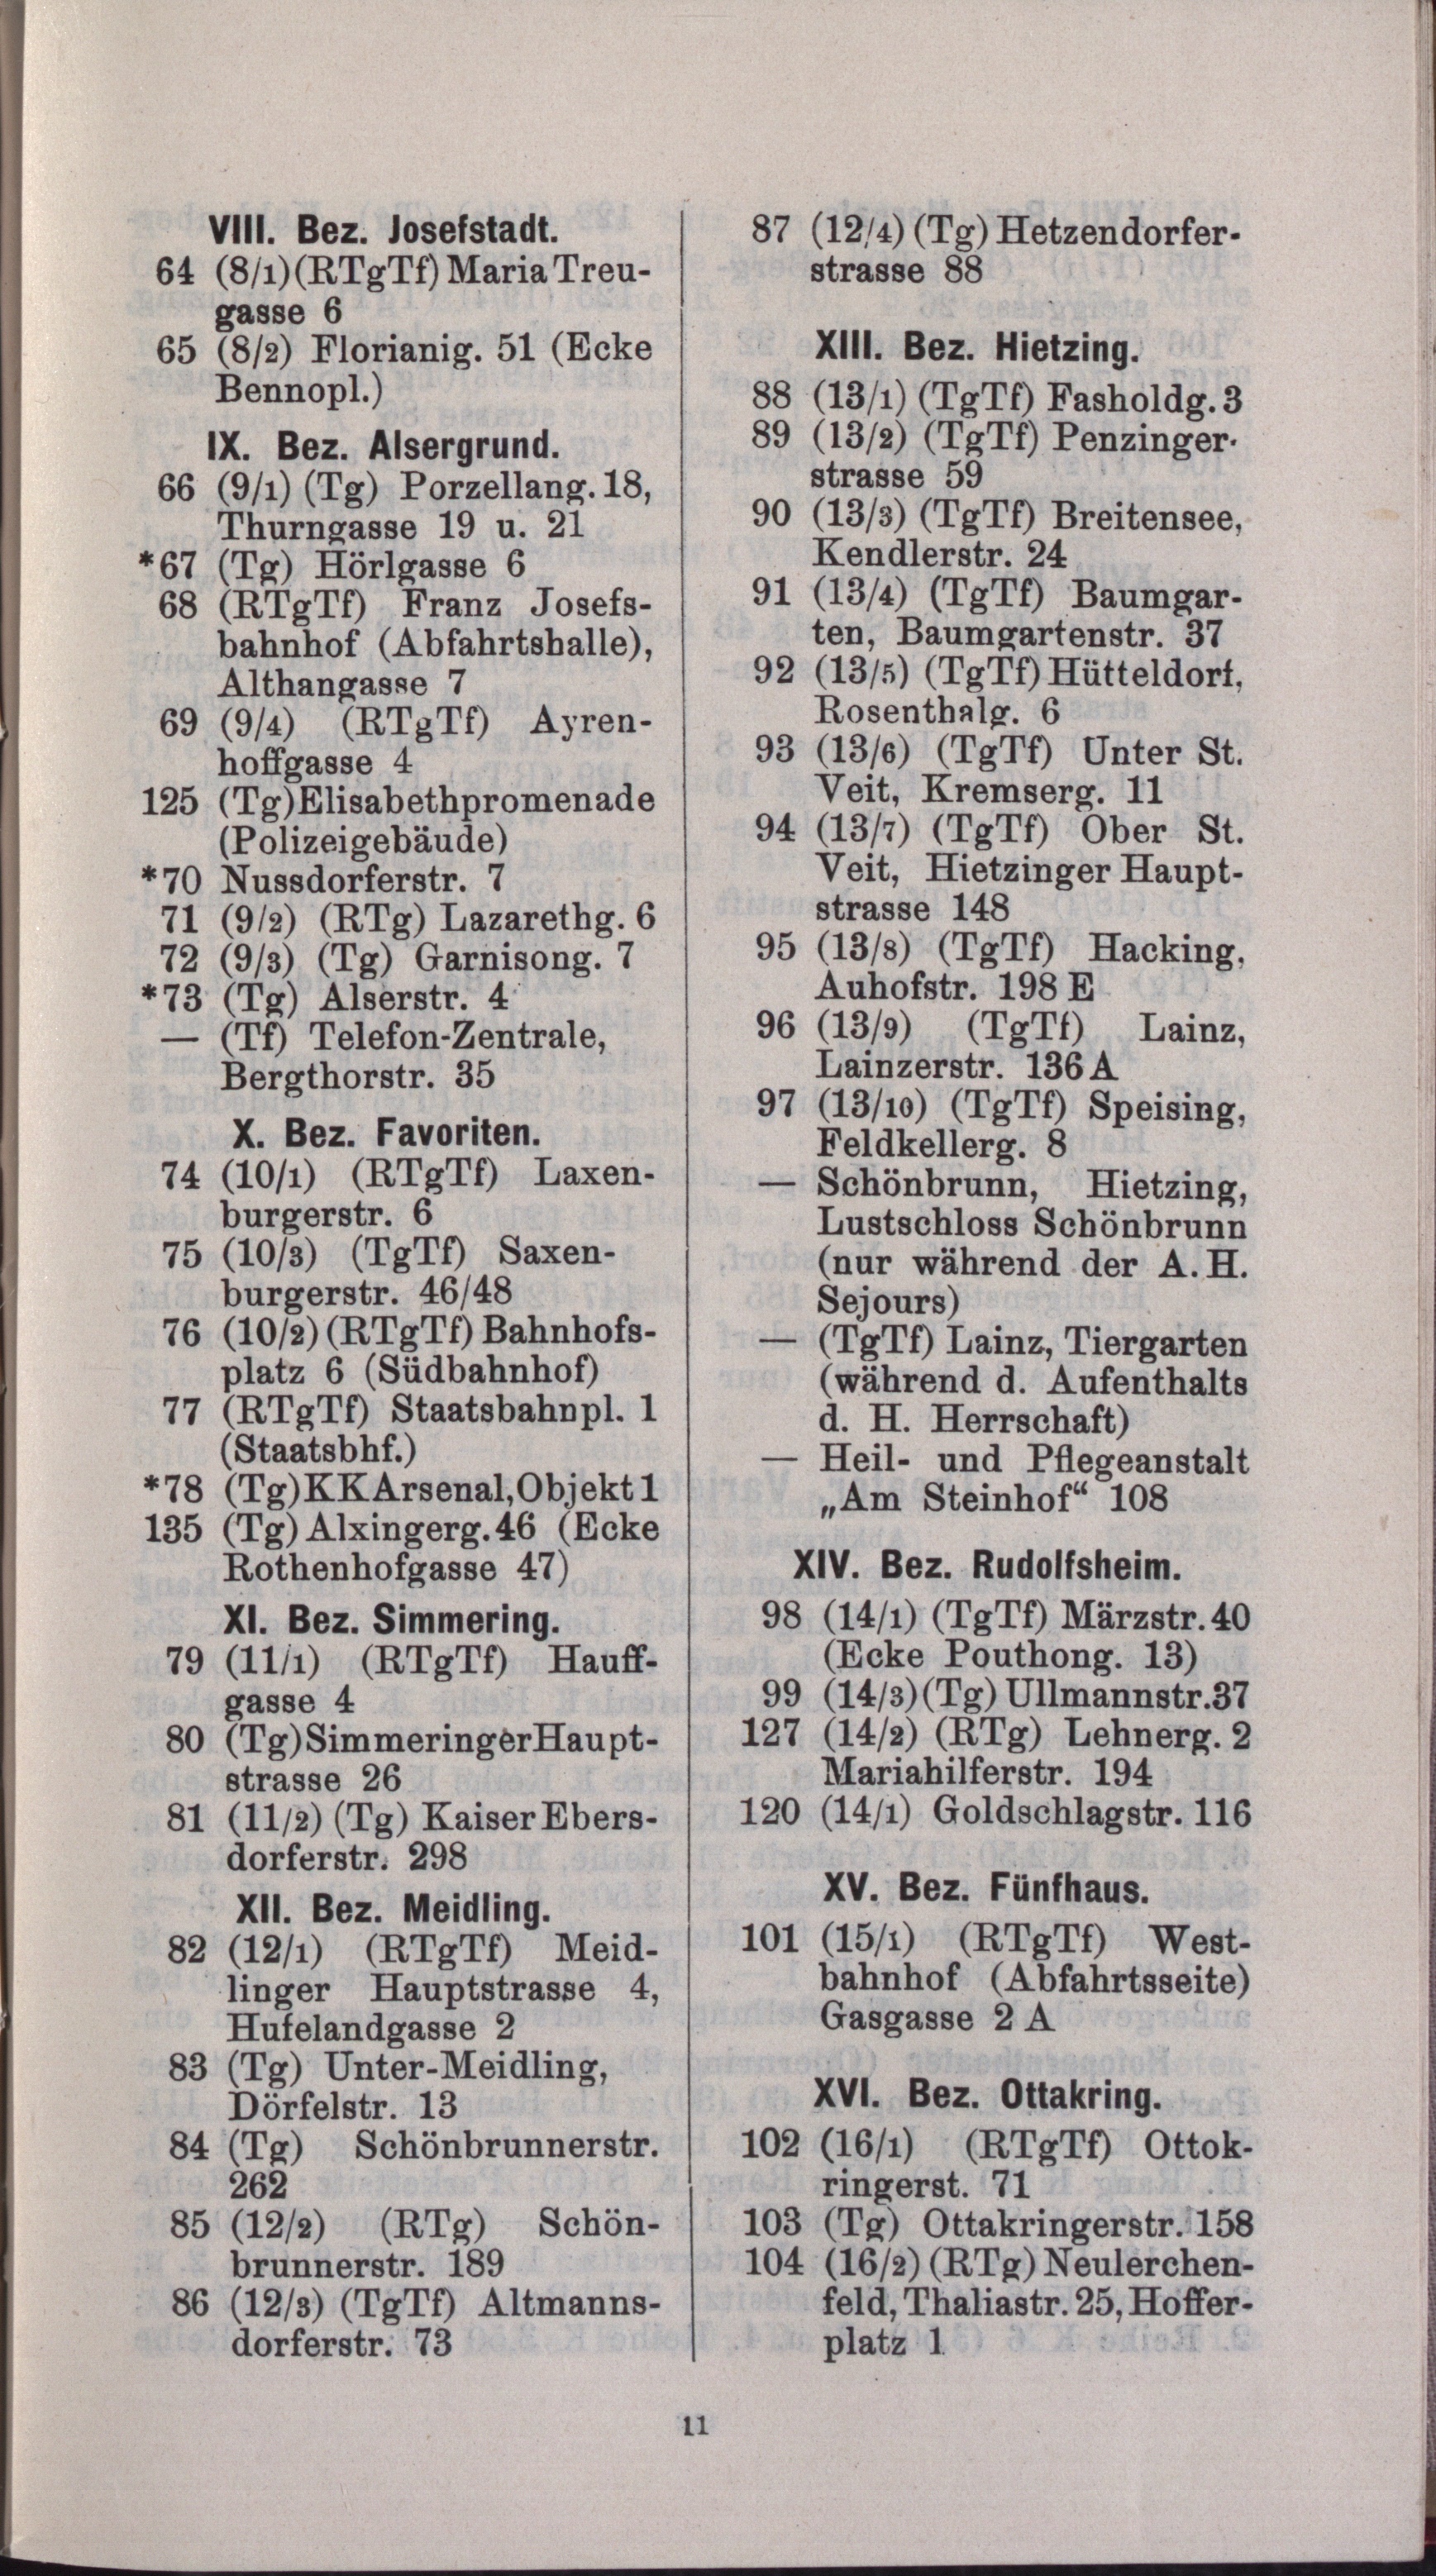 VIII. Bez. Josefstadt.
64 (8/1) (RTgTf) Maria Treu-
gasse 6
65 (8/2) Florianig. 51 (Ecke
Bennopl.)
IX. Bez. Alsergrund.
66 (9/1) (Tg) Porzellang. 18,
Thurngasse 19 u. 21
*67 (Tg) Hörlgasse 6
68 (RTgTf) Franz Josefs-
bahnhof (Abfahrtshalle),
Althangasse 7
69 (9/4) (RTgTf) Ayren-
hoffgasse 4
125 (Tg) Elisabethpromenade
(Polizeigebäude)
*70 Nussdorferstr. 7
71 (9/2) (RTg) Lazarethg. 6
72 (9/3) (Tg) Garnisong. 7
*73 (Tg) Alserstr. 4
— (Tf) Telefon-Zentrale,
Bergthorstr. 35
X. Bez. Favoriten.
74 (10/1) (RTgTf) Laxen-
burgerstr. 6
75 (10/3) (TgTf) Saxen-
burgerstr. 46/48
76 (10/2) (RTgTf) Bahnhofs-
platz 6 (Südbahnhof)
77 (RTgTf) Staatsbahnpl. 1
(Staatsbhf.)
*78 (Tg) KK Arsenal, Objekt 1
135 (Tg) Alxingerg. 46 (Ecke
Rothenhofgasse 47)
XI. Bez. Simmering.
79 (11/1) (RTgTf) Hauff-
gasse 4
80 (Tg) Simmeringer Haupt-
strasse 26
81 (11/2) (Tg) Kaiser Ebers-
dorferstr. 298
XII. Bez. Meidling.
82 (12/1) (RTgTf) Meid-
linger Hauptstrasse 4,
Hufelandgasse 2
83 (Tg) Unter-Meidling,
Dörfelstr. 13
84 (Tg) Schönbrunnerstr.
262
85 (12/2) (RTg) Schön-
brunnerstr. 189
86 (12/3) (TgTf) Altmanns-
dorferstr. 73
87 (12/4) (Tg) Hetzendorfer-
strasse 88
XIII. Bez. Hietzing.
88 (13/1) (TgTf) Fasholdg. 3
89 (13/2) (TgTf) Penzinger-
strasse 59
90 (13/3) (TgTf) Breitensee,
Kendlerstr. 24
91 (13/4) (TgTf) Baumgar-
ten, Baumgartenstr. 37
92 (13/5) (TgTf) Hütteldorf,
Rosenthalg. 6
93 (13/6) (TgTf) Unter St.
Veit, Kremserg. 11
94 (13/7) (TgTf) Ober St.
Veit, Hietzinger Haupt-
strasse 148
95 (13/8) (TgTf) Hacking,
Auhofstr. 198 E
96 (13/9) (TgTf) Lainz,
Lainzerstr. 136 A
97 (13/10) (TgTf) Speising,
Feldkellerg. 8
— Schönbrunn, Hietzing,
Lustschloss Schönbrunn
(nur während der A. H.
Sejours)
— (TgTf) Lainz, Tiergarten
(während d. Aufenthalts
d. H. Herrschaft)
— Heil- und Pflegeanstalt
„Am Steinhof“ 108
XIV. Bez. Rudolfsheim.
98 (14/1) (TgTf) Märzstr. 40
(Ecke Pouthong. 13)
99 (14/3) (Tg) Ullmannstr. 37
127 (14/2) (RTg) Lehnerg. 2
Mariahilferstr. 194
120 (14/1) Goldschlagstr. 116
XV. Bez. Fünfhaus.
101 (15/1) (RTgTf) West-
bahnhof (Abfahrtsseite)
Gasgasse 2 A
XVI. Bez. Ottakring.
102 (16/1) (RTgTf) Ottok-
ringerst. 71
103 (Tg) Ottakringerstr. 158
104 (16/2) (RTg) Neulerchen-
feld, Thaliastr. 25, Hoffer-
platz 1
11